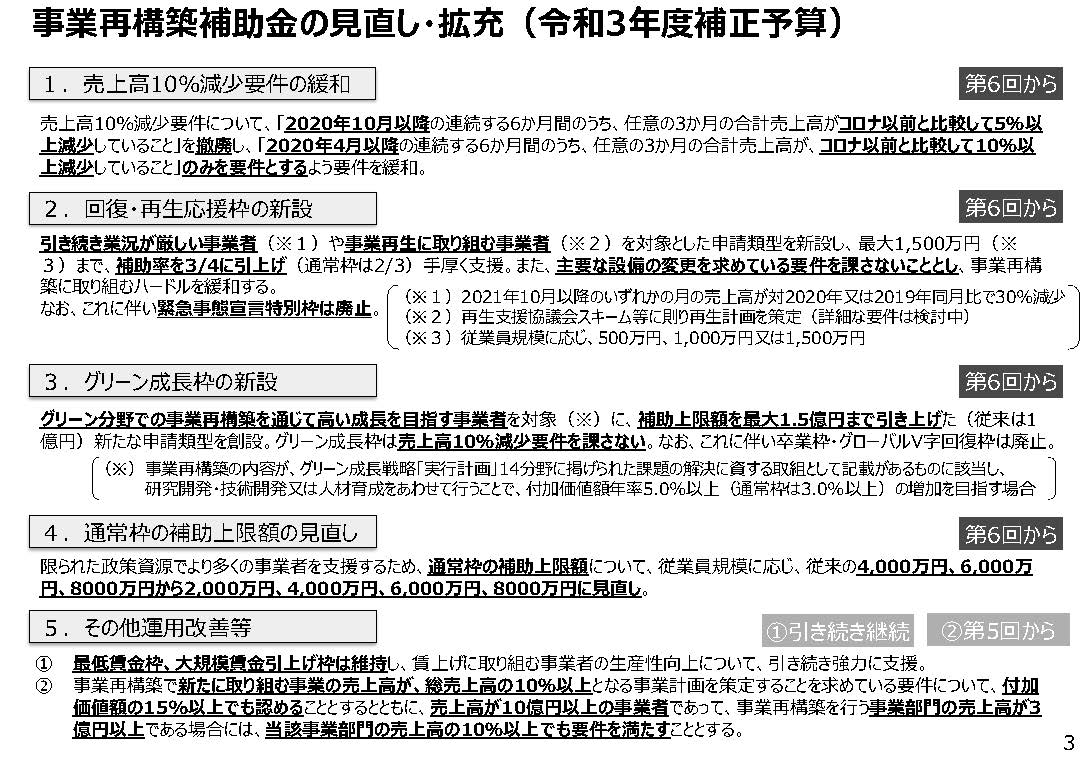 事業再構築補助金の見直し･拡充（令和3年度補正予算）
１．売上高10％減少要件の緩和
第6回から
売上高10％減少要件について、｢2020年10月以降の連続する6か月間のうち、任意の3か月の合計売上高がコロナ以前と比較して5％以
上減少していること｣を撤廃し、｢2020年4月以降の連続する6か月間のうち、任意の3か月の合計売上高が、コロナ以前と比較して10％以
上減少していること｣のみを要件とするよう要件を緩和。
２．回復･再生応援枠の新設
第6回から
引き続き業況が厳しい事業者（※１）や事業再生に取り組む事業者（※２）を対象とした申請類型を新設し、最大1,500万円（※
３）まで、補助率を3/4に引上げ（通常枠は2/3）手厚く支援。また、主要な設備の変更を求めている要件を課さないこととし、事業再構
築に取り組むハードルを緩和する。
なお、これに伴い緊急事態宣言特別枠は廃止。
（※１）2021年10月以降のいずれかの月の売上高が対2020年又は2019年同月比で30％減少
（※２）再生支援協議会スキーム等に則り再生計画を策定（詳細な要件は検討中）
（※３）従業員規模に応じ、500万円、1,000万円又は1,500万円
３．グリーン成長枠の新設
第6回から
グリーン分野での事業再構築を通じて高い成長を目指す事業者を対象（※）に、補助上限額を最大1.5億円まで引き上げた（従来は1
億円）新たな申請類型を創設。グリーン成長枠は売上高10％減少要件を課さない。なお、これに伴い卒業枠･グローバルV字回復枠は廃止。
（※）事業再構築の内容が、グリーン成長戦略｢実行計画｣14分野に掲げられた課題の解決に資する取組として記載があるものに該当し、
研究開発･技術開発又は人材育成をあわせて行うことで、付加価値額年率5.0％以上（通常枠は3.0％以上）の増加を目指す場合
４．通常枠の補助上限額の見直し
第6回から
限られた政策資源でより多くの事業者を支援するため、通常枠の補助上限額について、従業員規模に応じ、従来の4,000万円、6,000万
円、8000万円から2,000万円、4,000万円、6,000万円、8000万円に見直し。
５．その他運用改善等
①引き続き継続
②第5回から
① 最低賃金枠、大規模賃金引上げ枠は維持し、賃上げに取り組む事業者の生産性向上について、引き続き強力に支援。
② 事業再構築で新たに取り組む事業の売上高が、総売上高の10％以上となる事業計画を策定することを求めている要件について、付加
価値額の15％以上でも認めることとするとともに、売上高が10億円以上の事業者であって、事業再構築を行う事業部門の売上高が3
億円以上である場合には、当該事業部門の売上高の10％以上でも要件を満たすこととする。
3